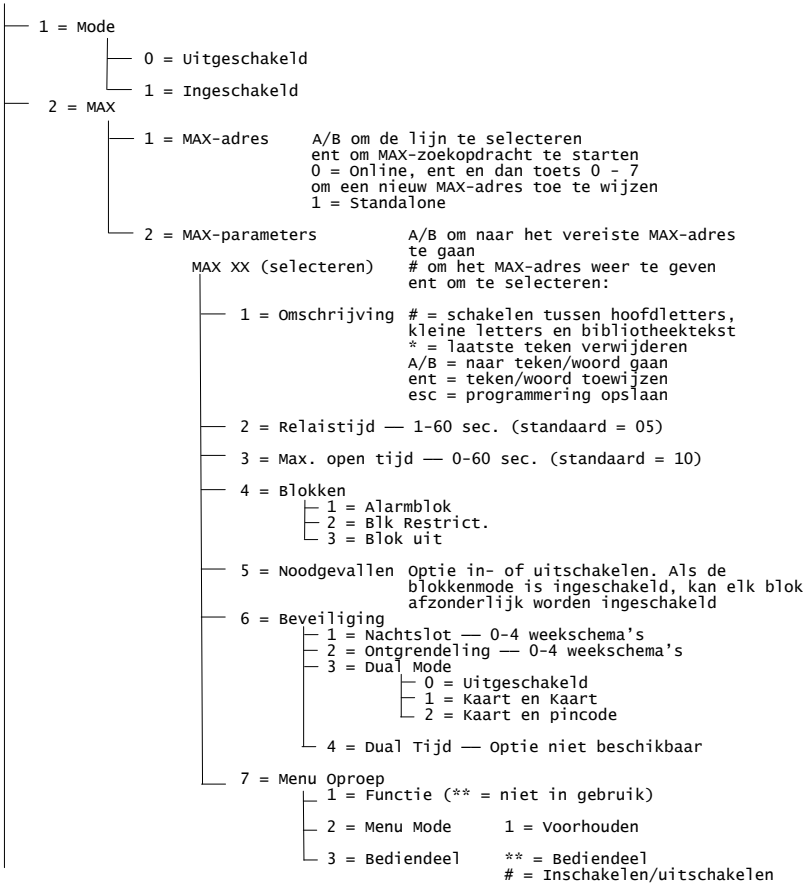 1 = Mode
0 = Uitgeschakeld
1 = Ingeschakeld
2 = MAX
1 = MAX-adres A/B om de lijn te selecteren
ent om MAX-zoekopdracht te starten
0 = Online, ent en dan toets 0 - 7
om een nieuw MAX-adres toe te wijzen
1 = Standalone
2 = MAX-parameters A/B om naar het vereiste MAX-adres
te gaan
MAX XX (selecteren) # om het MAX-adres weer te geven
ent om te selecteren:
1 = Omschrijving # = schakelen tussen hoofdletters,
kleine letters en bibliotheektekst
* = laatste teken verwijderen
A/B = naar teken/woord gaan
ent = teken/woord toewijzen
esc = programmering opslaan
2 = Relaistijd —– 1-60 sec. (standaard = 05)
3 = Max. open tijd —– 0-60 sec. (standaard = 10)
4 = Blokken
1 = Alarmblok
2 = Blk Restrict.
3 = Blok uit
5 = Noodgevallen Optie in- of uitschakelen. Als de
blokkenmode is ingeschakeld, kan elk blok
afzonderlijk worden ingeschakeld
6 = Beveiliging
1 = Nachtslot —– 0-4 weekschema’s
2 = Ontgrendeling —– 0-4 weekschema’s
3 = Dual Mode
0 = Uitgeschakeld
1 = Kaart en Kaart
2 = Kaart en pincode
4 = Dual Tijd —– Optie niet beschikbaar
7 = Menu Oproep
1 = Functie (** = niet in gebruik)
2 = Menu Mode 1 = Voorhouden
3 = Bediendeel ** = Bediendeel
# = Inschakelen/uitschakelen